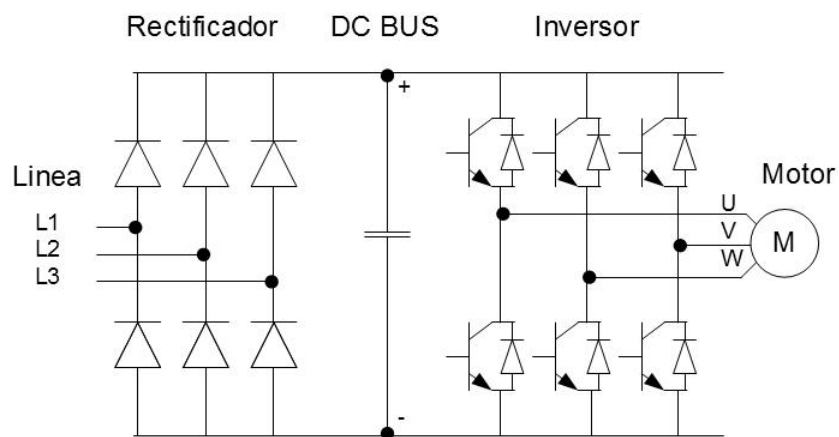 Rectificador DC BUS Inversor
+
Linea Motor
L1
L2
L3
U
V
W
M
-